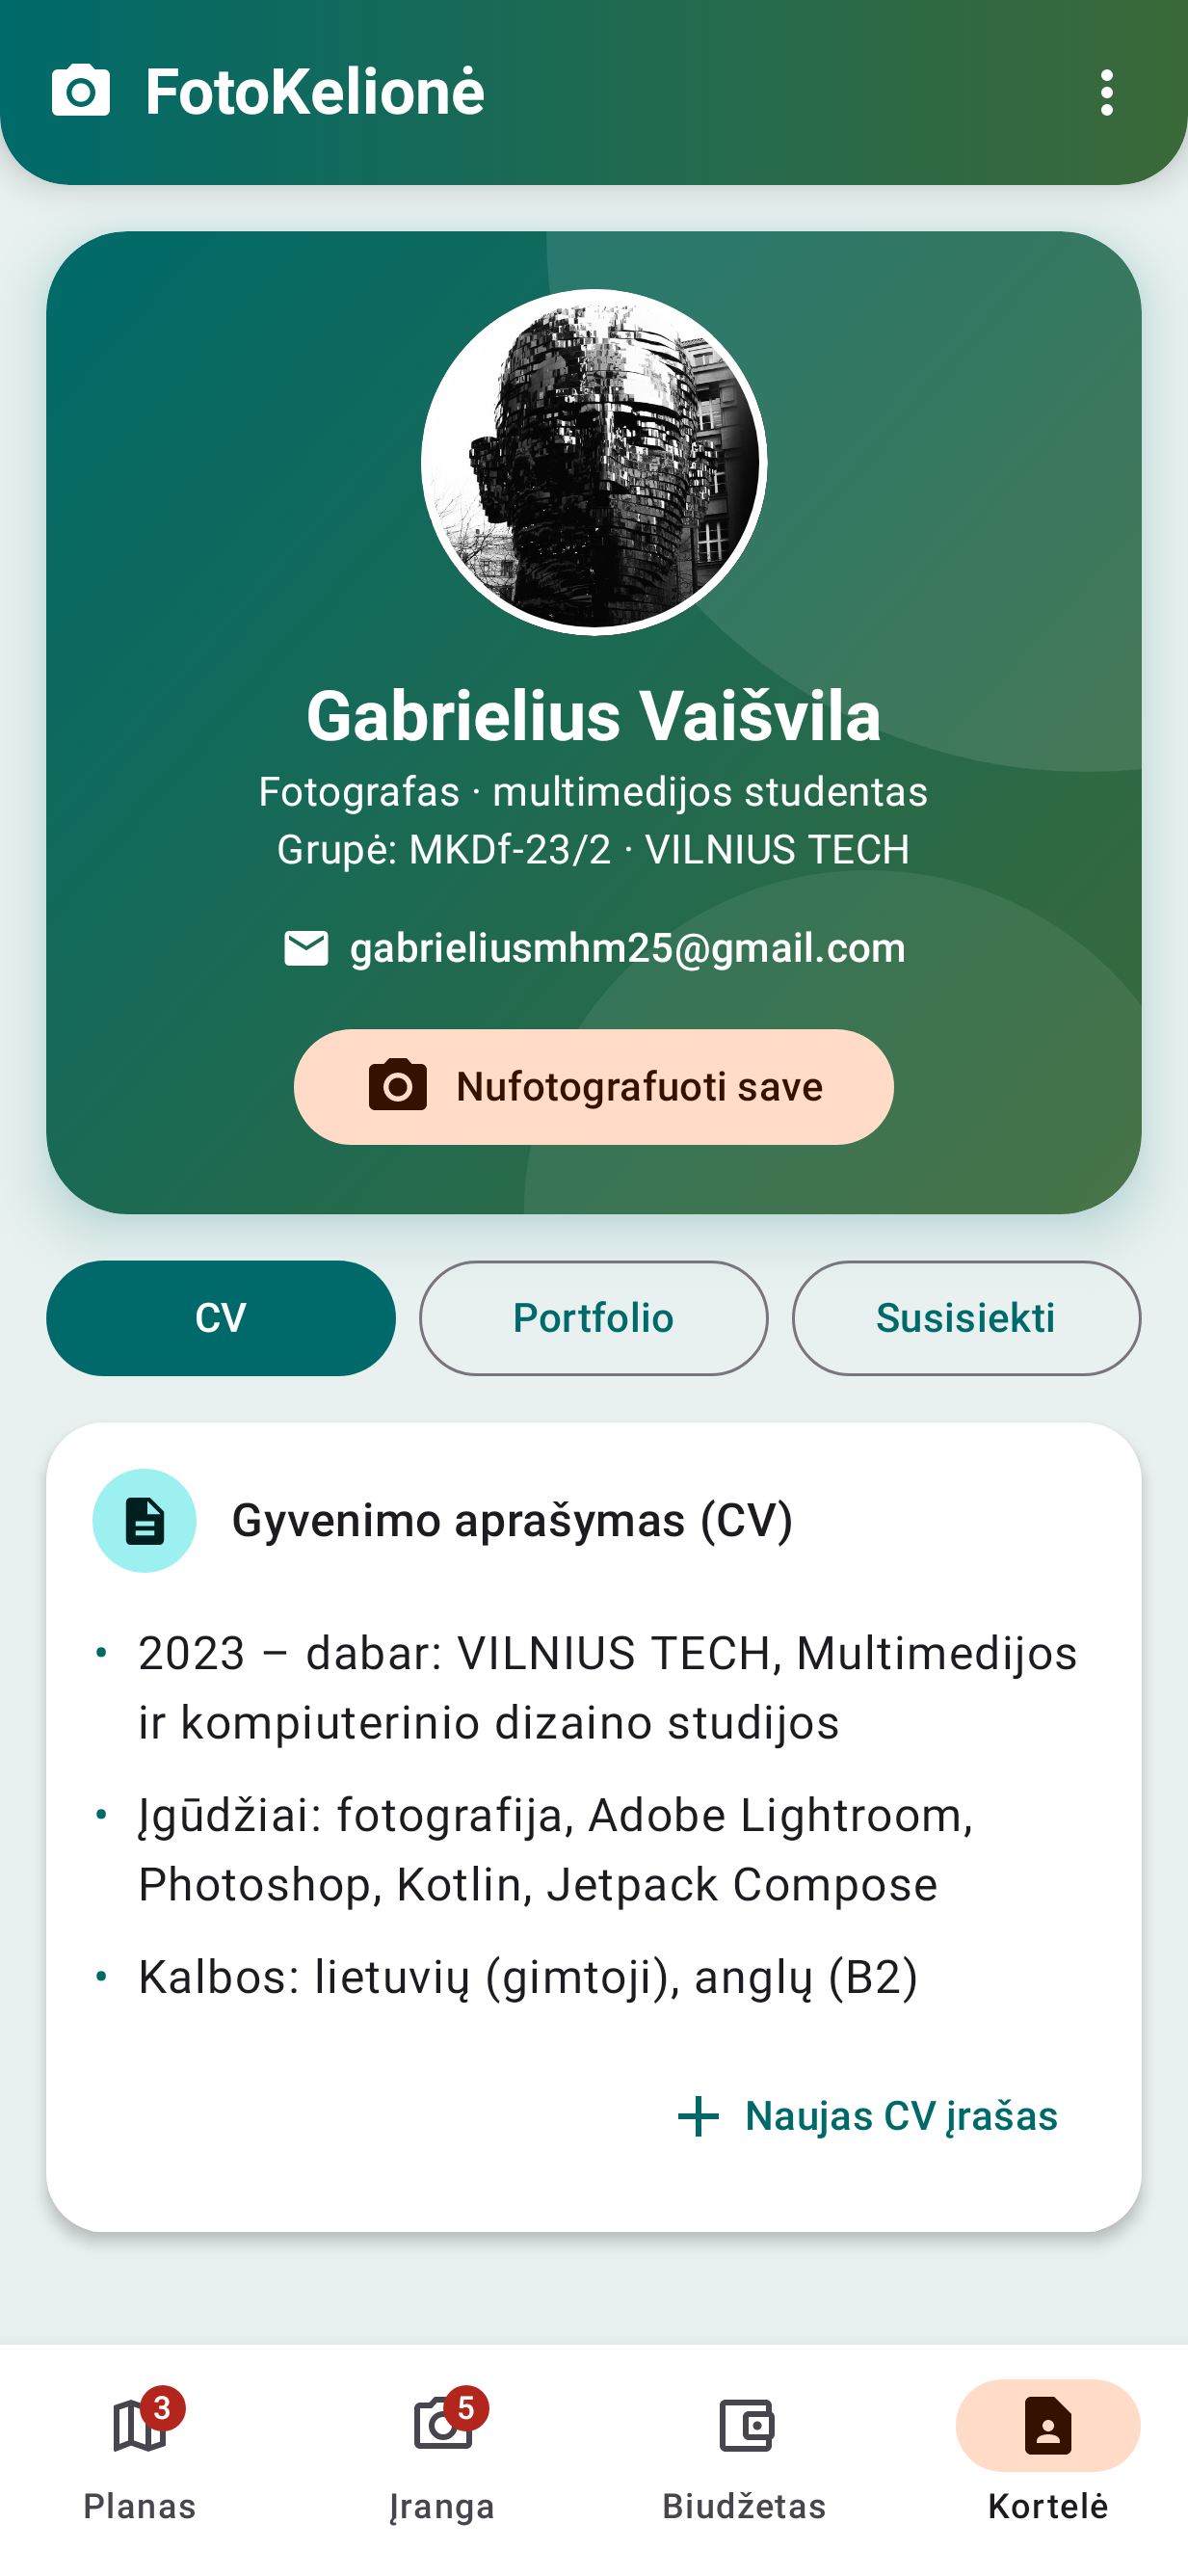 FotoKelionė
Gabrielius Vaišvila
Fotografas · multimedijos studentas
Grupė: MKDf-23/2 · VILNIUS TECH
gabrieliusmhm25@gmail.com
Nufotografuoti save
CV
Portfolio
Susisiekti
Gyvenimo aprašymas (CV)
• 2023 – dabar: VILNIUS TECH, Multimedijos
ir kompiuterinio dizaino studijos
• Įgūdžiai: fotografija, Adobe Lightroom,
Photoshop, Kotlin, Jetpack Compose
• Kalbos: lietuvių (gimtoji), anglų (B2)
+ Naujas CV įrašas
3
5
Planas
Įranga
Biudžetas
Kortelė